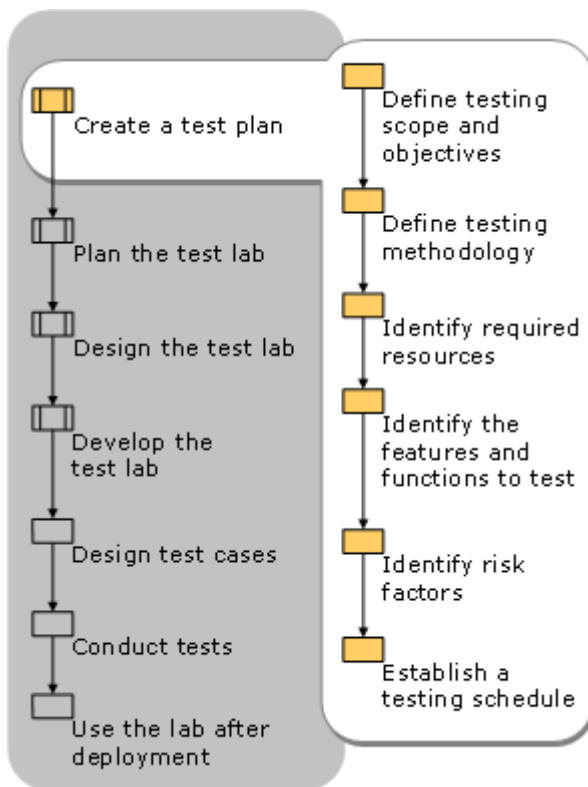 Create a test plan
Plan the test lab
Design the test lab
Develop the
test lab
Design test cases
Conduct tests
Use the lab after
deployment
Define testing
scope and
objectives
Define testing
methodology
Identify required
resources
Identify the
features and
functions to test
Identify risk
factors
Establish a
testing schedule